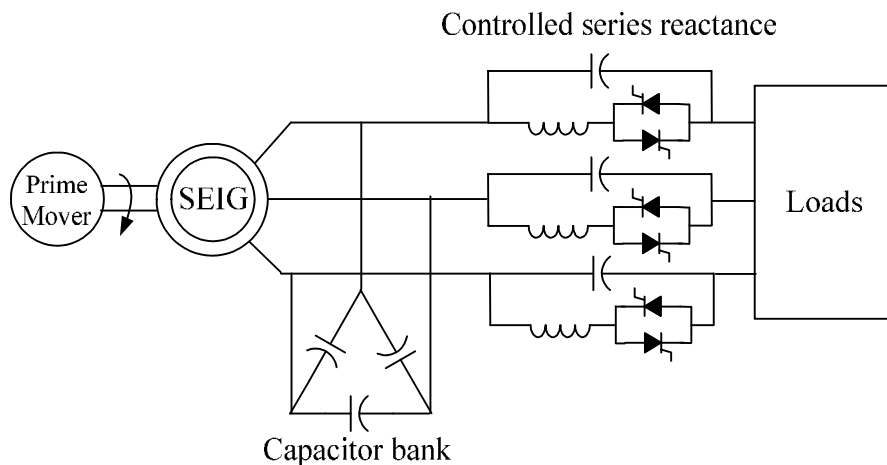 Controlled series reactance
Prime
Mover
SEIG
Loads
Capacitor bank